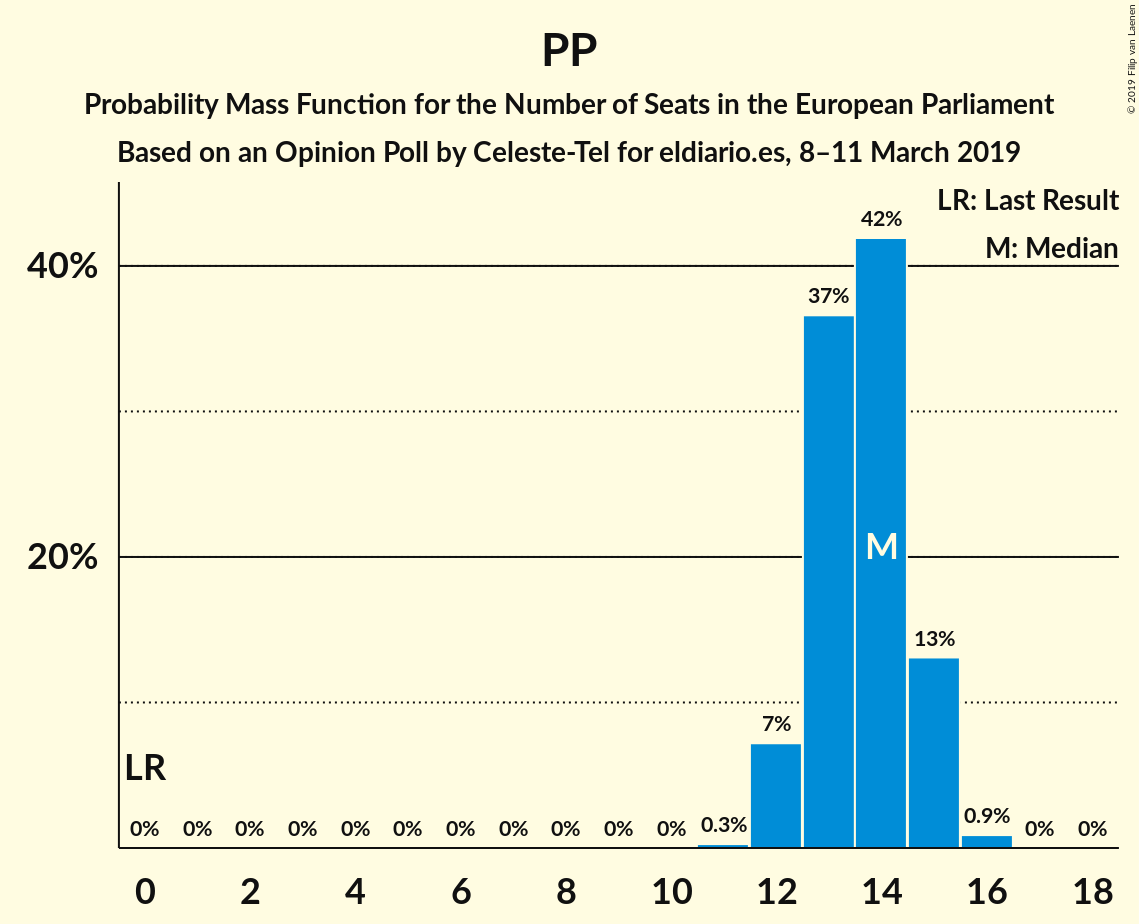 © 2019 Filip van Laenen
PP
Probability Mass Function for the Number of Seats in the European Parliament
Based on an Opinion Poll by Celeste-Tel for eldiario.es, 8–11 March 2019
LR: Last Result
M: Median
42%
40%
37%
M
20%
13%
7%
LR
0% 0% 0% 0% 0% 0% 0% 0% 0% 0% 0% 0.3% 0.9% 0% 0%
0 2 4 6 8 10 12 14 16 18